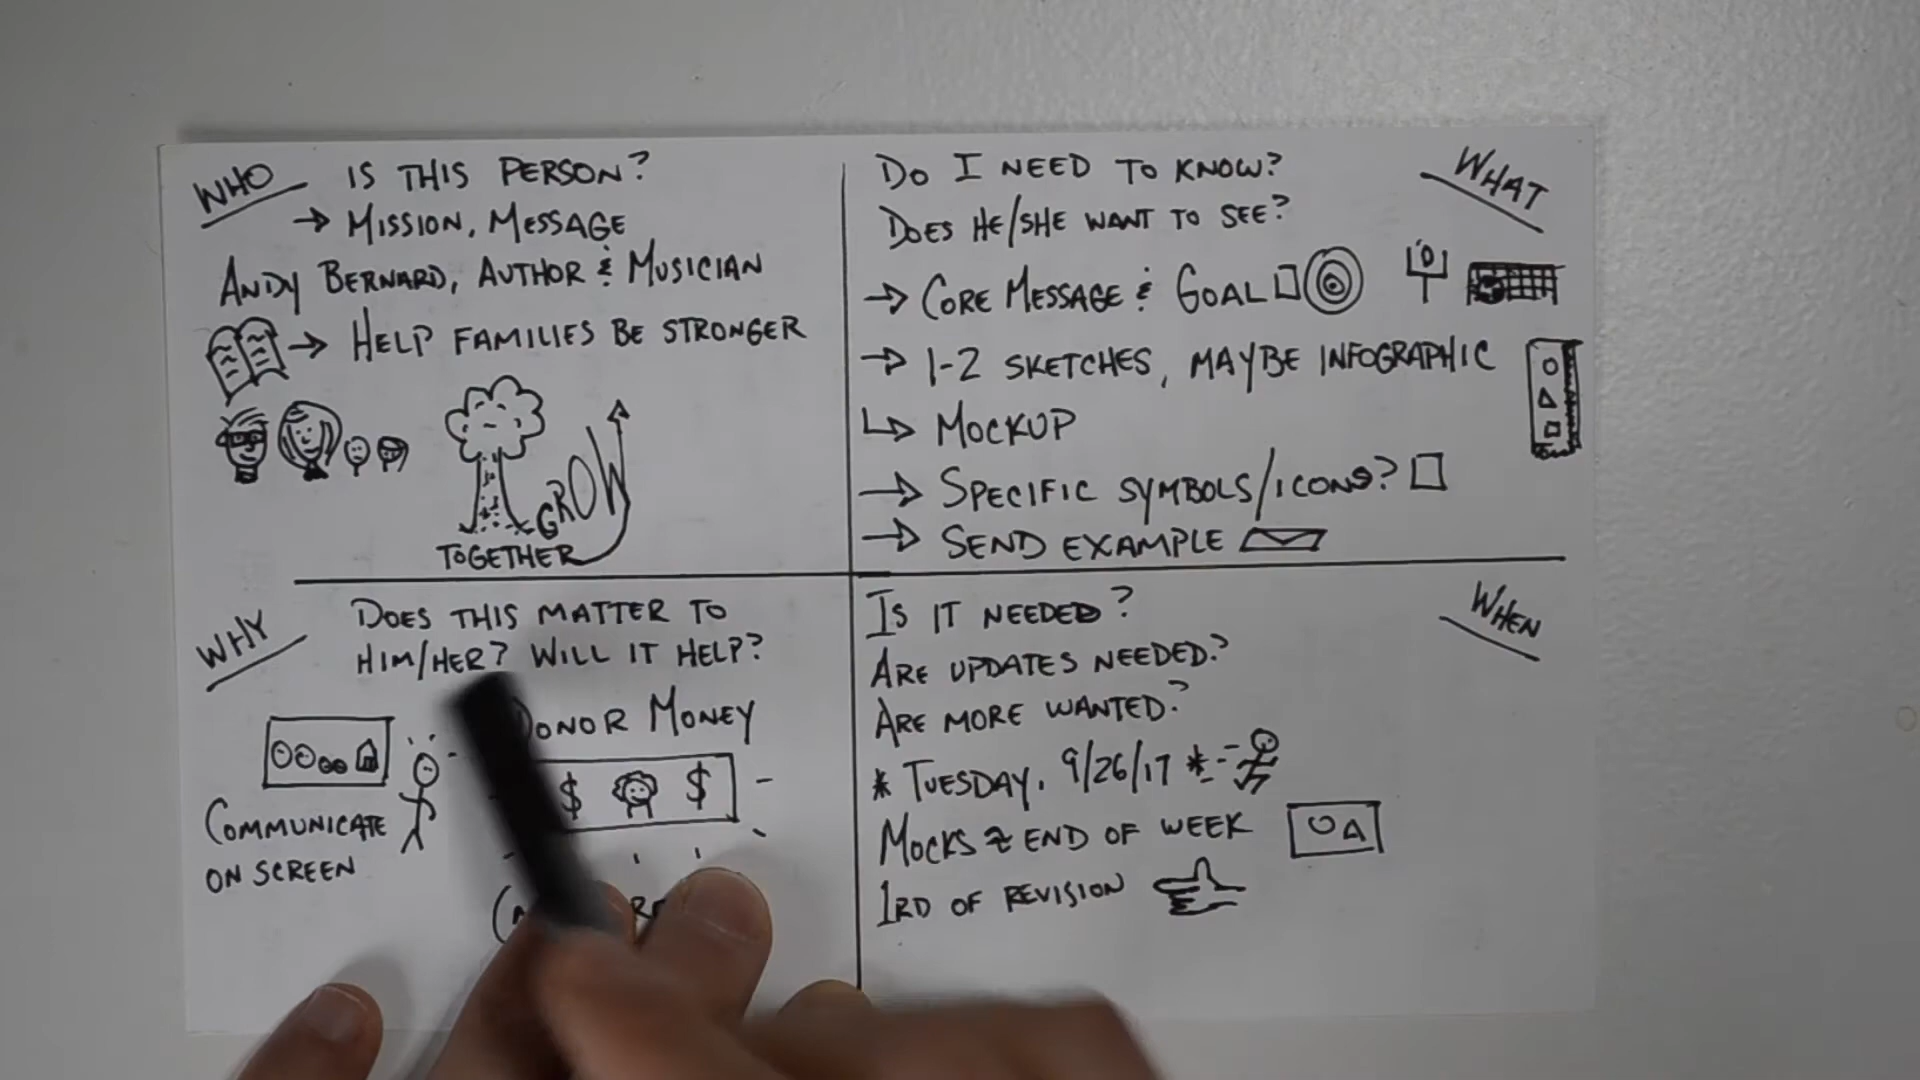 WHO IS THIS PERSON?
→ MISSION, MESSAGE
ANDY BERNARD, AUTHOR & MUSICIAN
→ HELP FAMILIES BE STRONGER
GROW
TOGETHER
WHAT
DO I NEED TO KNOW?
DOES HE/SHE WANT TO SEE?
→ CORE MESSAGE & GOAL
→ 1-2 SKETCHES, MAYBE INFOGRAPHIC
↳ MOCKUP
→ SPECIFIC SYMBOLS/ICONS?
→ SEND EXAMPLE
WHY DOES THIS MATTER TO
HIM/HER? WILL IT HELP?
DONOR MONEY
$ $
COMMUNICATE
ON SCREEN
WHEN
IS IT NEEDED?
ARE UPDATES NEEDED?
ARE MORE WANTED?
* TUESDAY, 9/26/17 *
MOCKS END OF WEEK
1RD OF REVISION